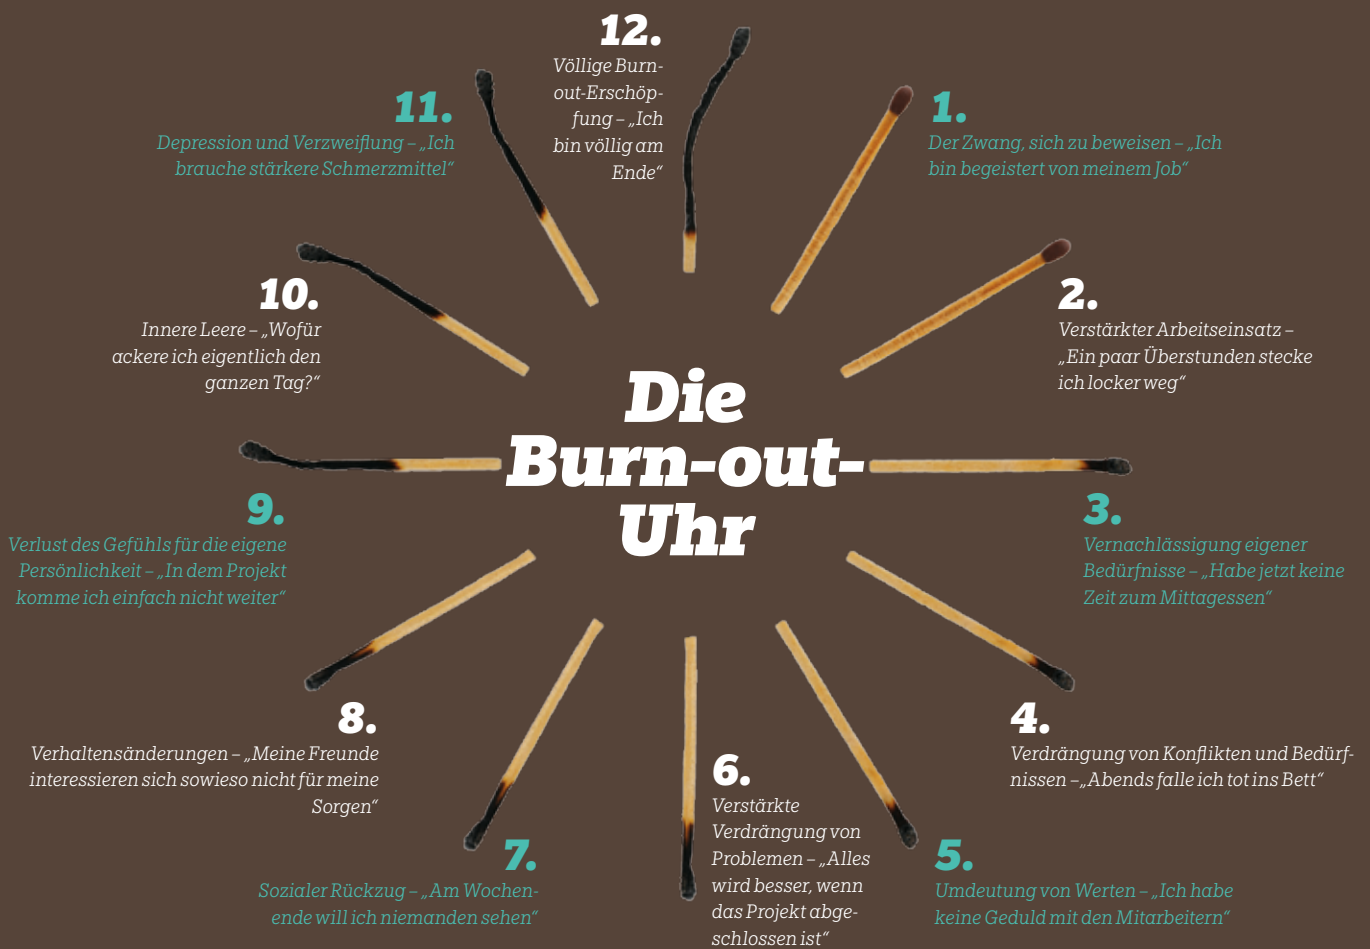 Die
Burn-out-
Uhr
1.
Der Zwang, sich zu beweisen – „Ich
bin begeistert von meinem Job“
2.
Verstärkter Arbeitseinsatz –
„Ein paar Überstunden stecke
ich locker weg“
3.
Vernachlässigung eigener
Bedürfnisse – „Habe jetzt keine
Zeit zum Mittagessen“
4.
Verdrängung von Konflikten und Bedürf-
nissen –„Abends falle ich tot ins Bett“
5.
Umdeutung von Werten – „Ich habe
keine Geduld mit den Mitarbeitern“
6.
Verstärkte
Verdrängung von
Problemen – „Alles
wird besser, wenn
das Projekt abge-
schlossen ist“
7.
Sozialer Rückzug – „Am Wochen-
ende will ich niemanden sehen“
8.
Verhaltensänderungen – „Meine Freunde
interessieren sich sowieso nicht für meine
Sorgen“
9.
Verlust des Gefühls für die eigene
Persönlichkeit – „In dem Projekt
komme ich einfach nicht weiter“
10.
Innere Leere – „Wofür
ackere ich eigentlich den
ganzen Tag?“
11.
Depression und Verzweiflung – „Ich
brauche stärkere Schmerzmittel“
12.
Völlige Burn-
out-Erschöp-
fung – „Ich
bin völlig am
Ende“